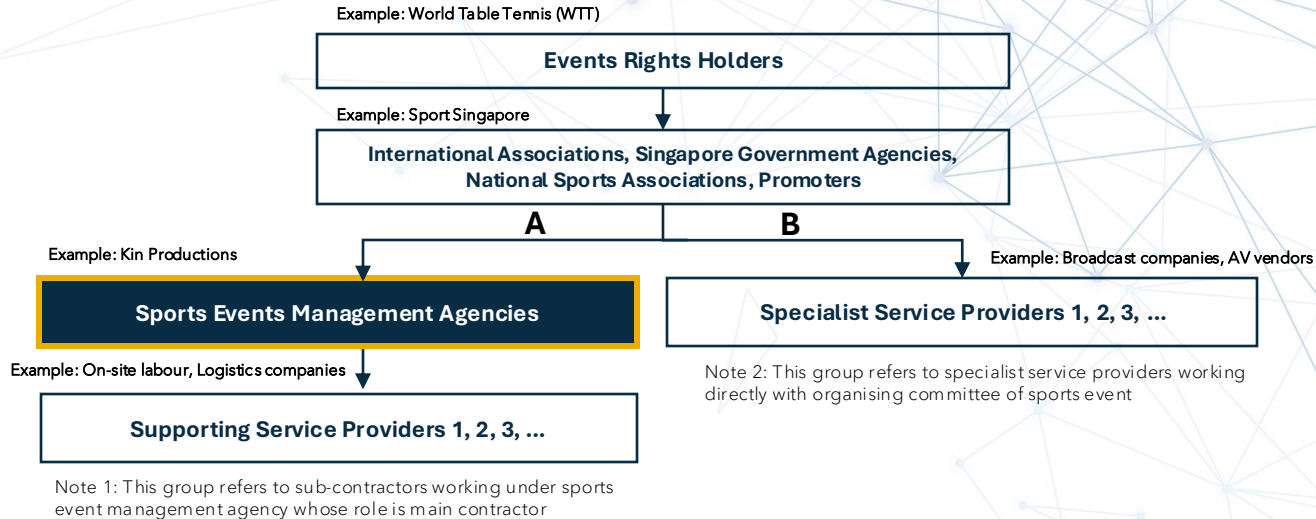 Example: World Table Tennis (WTT)
Events Rights Holders
Example: Sport Singapore
International Associations, Singapore Government Agencies,
National Sports Associations, Promoters
A
B
Example: Kin Productions
Example: Broadcast companies, AV vendors
Sports Events Management Agencies
Specialist Service Providers 1, 2, 3, ...
Example: On-site labour, Logistics companies
Note 2: This group refers to specialist service providers working
directly with organising committee of sports event
Supporting Service Providers 1, 2, 3, ...
Note 1: This group refers to sub-contractors working under sports
event management agency whose role is main contractor